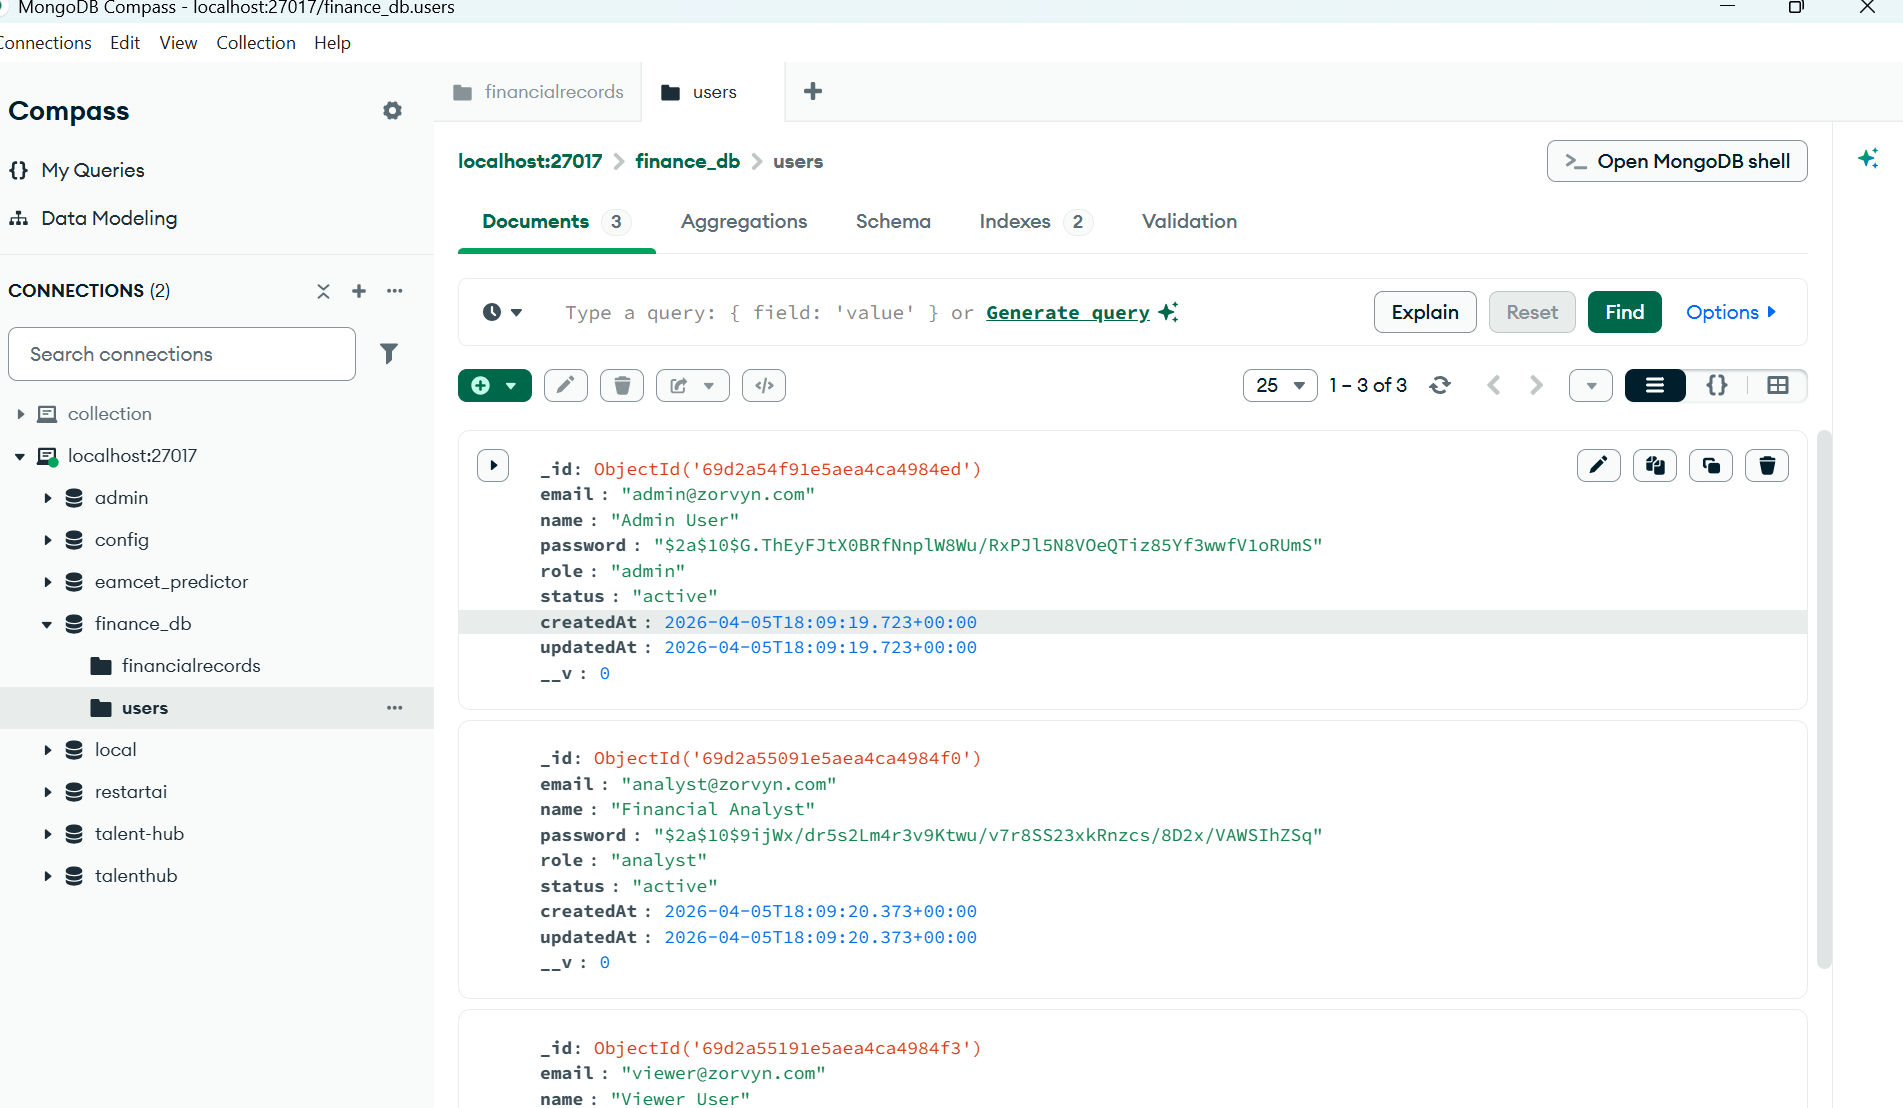 MongoDB Compass - localhost:27017/finance_db.users
Connections Edit View Collection Help
Compass
My Queries
Data Modeling
CONNECTIONS (2)
Search connections
collection
localhost:27017
admin
config
eamcet_predictor
finance_db
financialrecords
users
local
restartai
talent-hub
talenthub
financialrecords
users
localhost:27017 > finance_db > users
>_ Open MongoDB shell
Documents 3 Aggregations Schema Indexes 2 Validation
Type a query: { field: 'value' } or Generate query
Explain Reset Find Options
25 1 – 3 of 3
_id: ObjectId('69d2a54f91e5aea4ca4984ed')
email : "admin@zorvyn.com"
name : "Admin User"
password : "$2a$10$G.ThEyFJtX0BRfNnplW8Wu/RxPJl5N8VOeQTiz85Yf3wwfV1oRUmS"
role : "admin"
status : "active"
createdAt : 2026-04-05T18:09:19.723+00:00
updatedAt : 2026-04-05T18:09:19.723+00:00
__v : 0
_id: ObjectId('69d2a55091e5aea4ca4984f0')
email : "analyst@zorvyn.com"
name : "Financial Analyst"
password : "$2a$10$9ijWx/dr5s2Lm4r3v9Ktwu/v7r8SS23xkRnzcs/8D2x/VAWSIhZSq"
role : "analyst"
status : "active"
createdAt : 2026-04-05T18:09:20.373+00:00
updatedAt : 2026-04-05T18:09:20.373+00:00
__v : 0
_id: ObjectId('69d2a55191e5aea4ca4984f3')
email : "viewer@zorvyn.com"
name : "Viewer User"